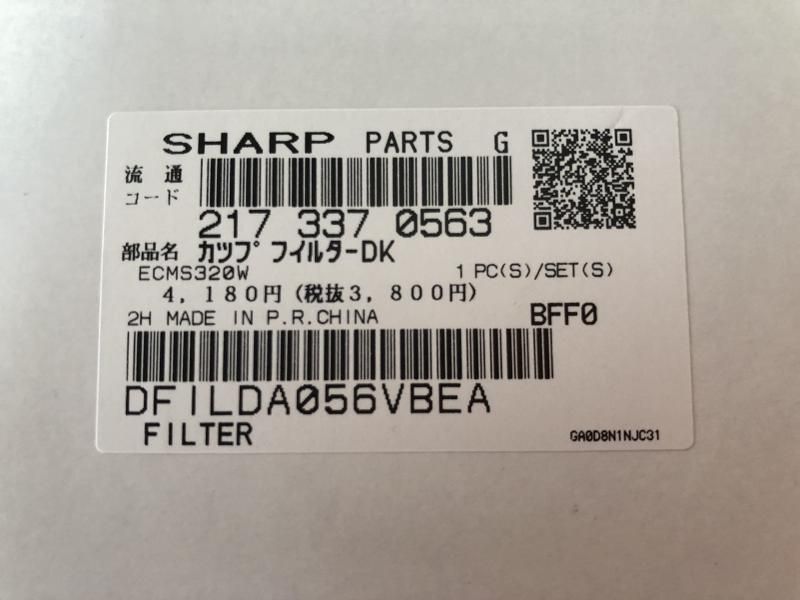 SHARP PARTS G
流通
コード
217 337 0563
部品名 カツプ フイルターDK
ECMS320W 1 PC(S)/SET(S)
4,180円(税抜3,800円)
2H MADE IN P.R.CHINA BFF0
DFILDA056VBEA
FILTER GA0D8N1NJC31